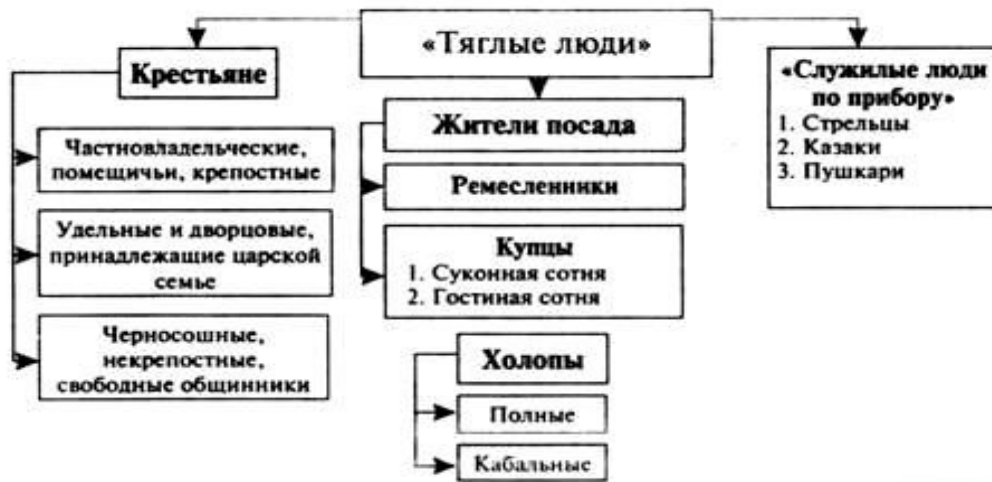 «Тяглые люди»
Крестьяне
Частновладельческие,
помещичьи, крепостные
Удельные и дворцовые,
принадлежащие царской
семье
Черносошные,
некрепостные,
свободные общинники
Жители посада
Ремесленники
Купцы
1. Суконная сотня
2. Гостиная сотня
Холопы
Полные
Кабальные
«Служилые люди
по прибору»
1. Стрельцы
2. Казаки
3. Пушкари